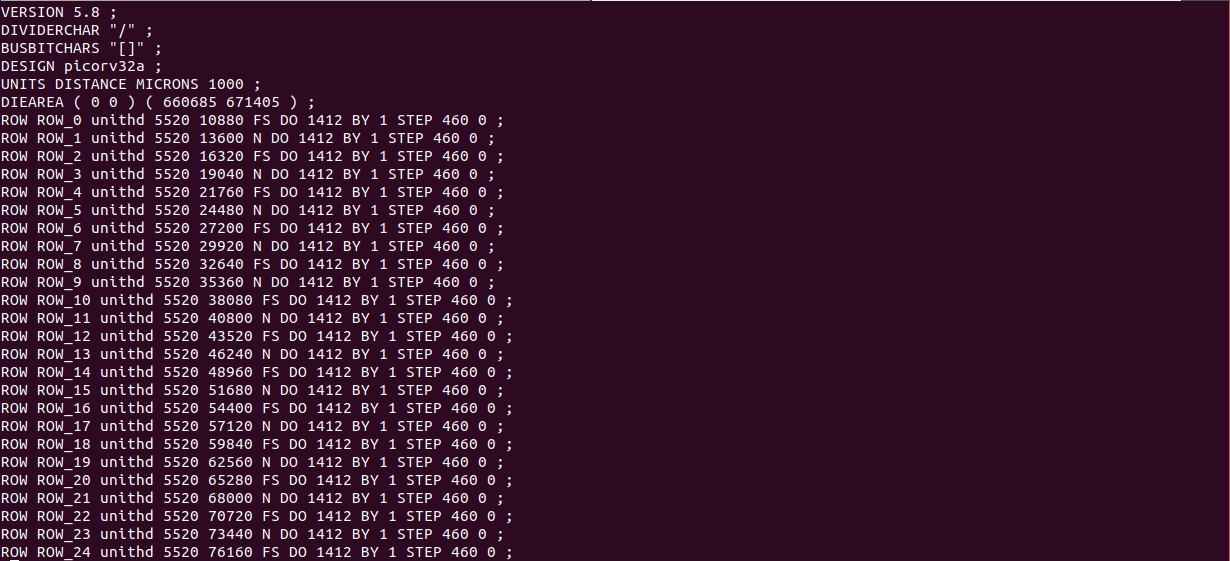 VERSION 5.8 ;
DIVIDERCHAR "/" ;
BUSBITCHARS "[]" ;
DESIGN picorv32a ;
UNITS DISTANCE MICRONS 1000 ;
DIEAREA ( 0 0 ) ( 660685 671405 ) ;
ROW ROW_0 unithd 5520 10880 FS DO 1412 BY 1 STEP 460 0 ;
ROW ROW_1 unithd 5520 13600 N DO 1412 BY 1 STEP 460 0 ;
ROW ROW_2 unithd 5520 16320 FS DO 1412 BY 1 STEP 460 0 ;
ROW ROW_3 unithd 5520 19040 N DO 1412 BY 1 STEP 460 0 ;
ROW ROW_4 unithd 5520 21760 FS DO 1412 BY 1 STEP 460 0 ;
ROW ROW_5 unithd 5520 24480 N DO 1412 BY 1 STEP 460 0 ;
ROW ROW_6 unithd 5520 27200 FS DO 1412 BY 1 STEP 460 0 ;
ROW ROW_7 unithd 5520 29920 N DO 1412 BY 1 STEP 460 0 ;
ROW ROW_8 unithd 5520 32640 FS DO 1412 BY 1 STEP 460 0 ;
ROW ROW_9 unithd 5520 35360 N DO 1412 BY 1 STEP 460 0 ;
ROW ROW_10 unithd 5520 38080 FS DO 1412 BY 1 STEP 460 0 ;
ROW ROW_11 unithd 5520 40800 N DO 1412 BY 1 STEP 460 0 ;
ROW ROW_12 unithd 5520 43520 FS DO 1412 BY 1 STEP 460 0 ;
ROW ROW_13 unithd 5520 46240 N DO 1412 BY 1 STEP 460 0 ;
ROW ROW_14 unithd 5520 48960 FS DO 1412 BY 1 STEP 460 0 ;
ROW ROW_15 unithd 5520 51680 N DO 1412 BY 1 STEP 460 0 ;
ROW ROW_16 unithd 5520 54400 FS DO 1412 BY 1 STEP 460 0 ;
ROW ROW_17 unithd 5520 57120 N DO 1412 BY 1 STEP 460 0 ;
ROW ROW_18 unithd 5520 59840 FS DO 1412 BY 1 STEP 460 0 ;
ROW ROW_19 unithd 5520 62560 N DO 1412 BY 1 STEP 460 0 ;
ROW ROW_20 unithd 5520 65280 FS DO 1412 BY 1 STEP 460 0 ;
ROW ROW_21 unithd 5520 68000 N DO 1412 BY 1 STEP 460 0 ;
ROW ROW_22 unithd 5520 70720 FS DO 1412 BY 1 STEP 460 0 ;
ROW ROW_23 unithd 5520 73440 N DO 1412 BY 1 STEP 460 0 ;
ROW ROW_24 unithd 5520 76160 FS DO 1412 BY 1 STEP 460 0 ;